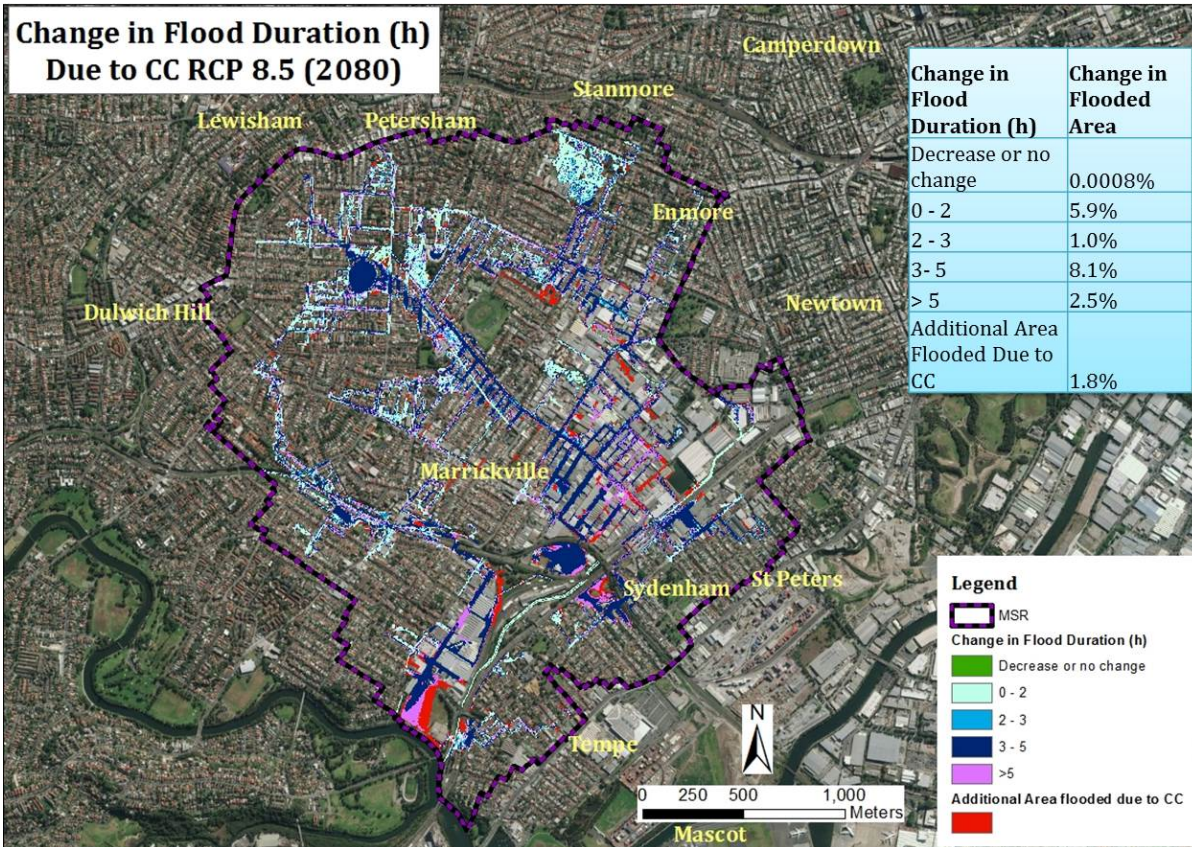 Change in Flood Duration (h)
Due to CC RCP 8.5 (2080)
Camperdown
Stanmore
Lewisham
Petersham
Enmore
Dulwich Hill
Newtown
Marrickville
Sydenham
St Peters
Tempe
Mascot
Change in Flood Duration (h) | Change in Flooded Area
Decrease or no change | 0.0008%
0 - 2 | 5.9%
2 - 3 | 1.0%
3- 5 | 8.1%
> 5 | 2.5%
Additional Area Flooded Due to CC | 1.8%
Legend
MSR
Change in Flood Duration (h)
Decrease or no change
0 - 2
2 - 3
3 - 5
>5
Additional Area flooded due to CC
N
0 250 500 1,000
Meters